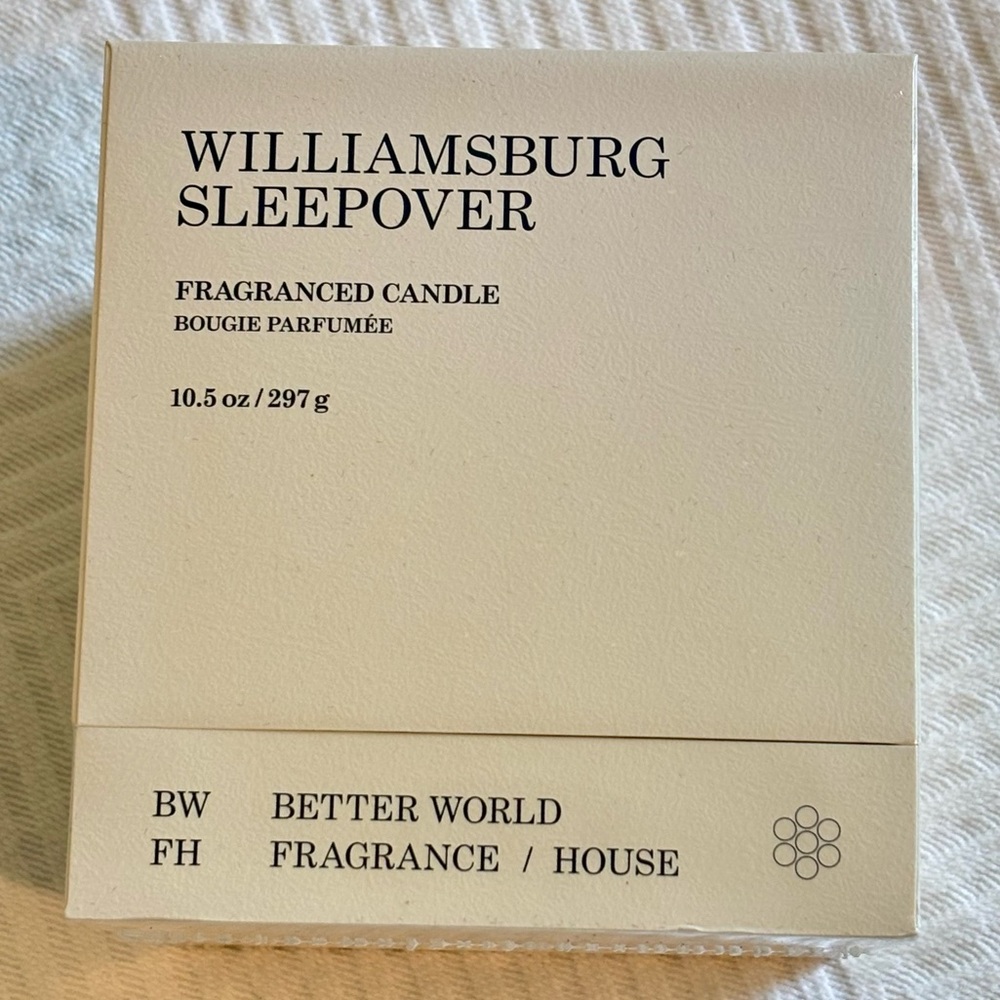 WILLIAMSBURG
SLEEPOVER
FRAGRANCED CANDLE
BOUGIE PARFUMÉE
10.5 oz / 297 g
BW BETTER WORLD
FH FRAGRANCE / HOUSE